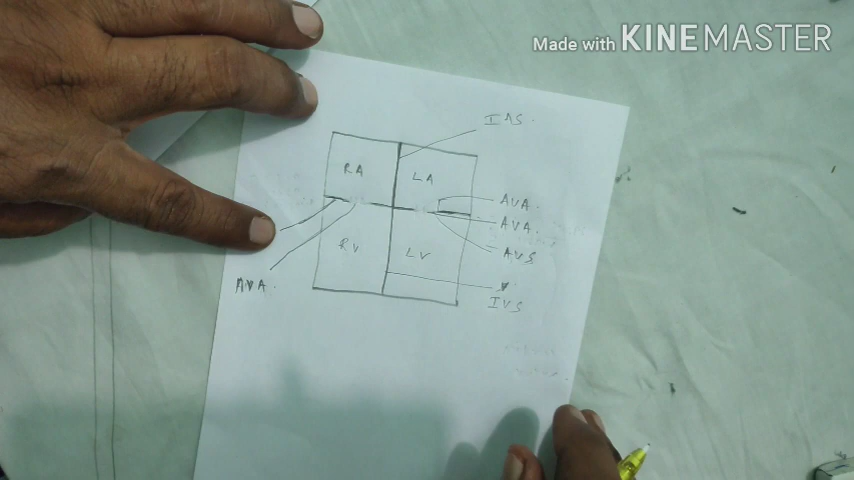 Made with KINEMASTER
IAS.
RA
LA
AVA.
AVA.
RV
LV
AVS
AVA.
IVS